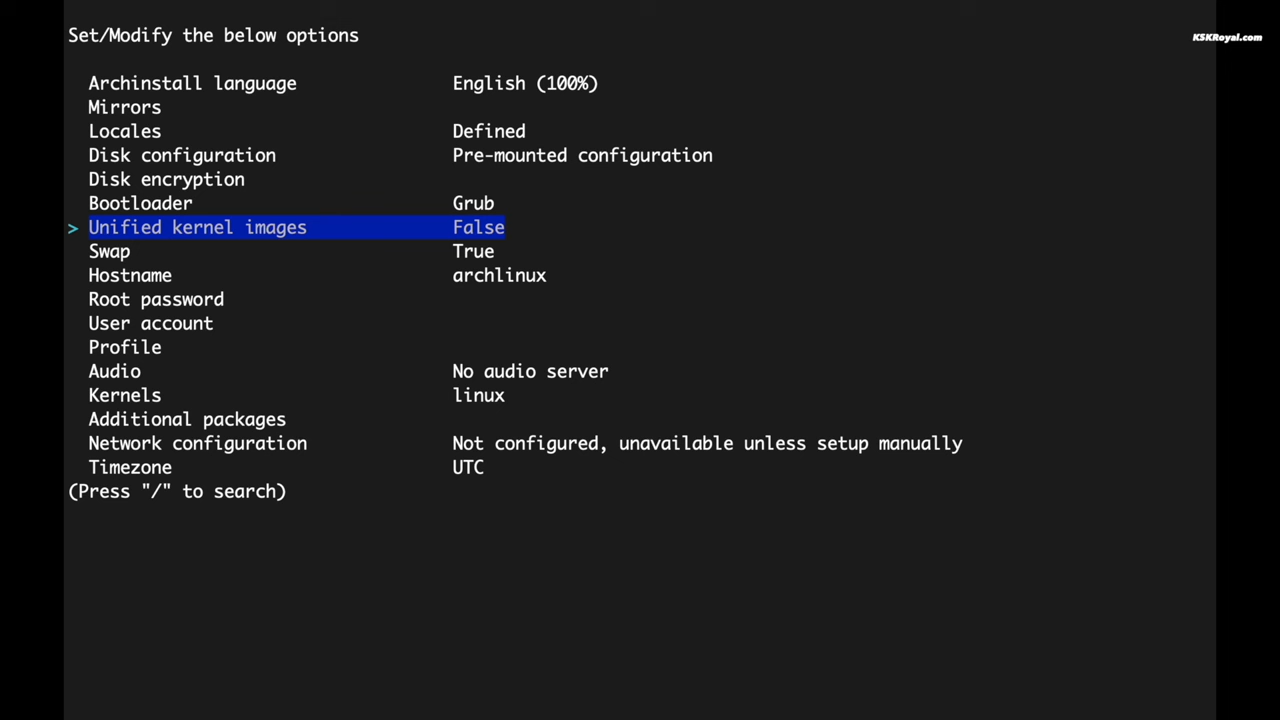 Set/Modify the below options
KSKRoyal.com
Archinstall language English (100%)
Mirrors
Locales Defined
Disk configuration Pre-mounted configuration
Disk encryption
Bootloader Grub
> Unified kernel images False
Swap True
Hostname archlinux
Root password
User account
Profile
Audio No audio server
Kernels linux
Additional packages
Network configuration Not configured, unavailable unless setup manually
Timezone UTC
(Press "/" to search)